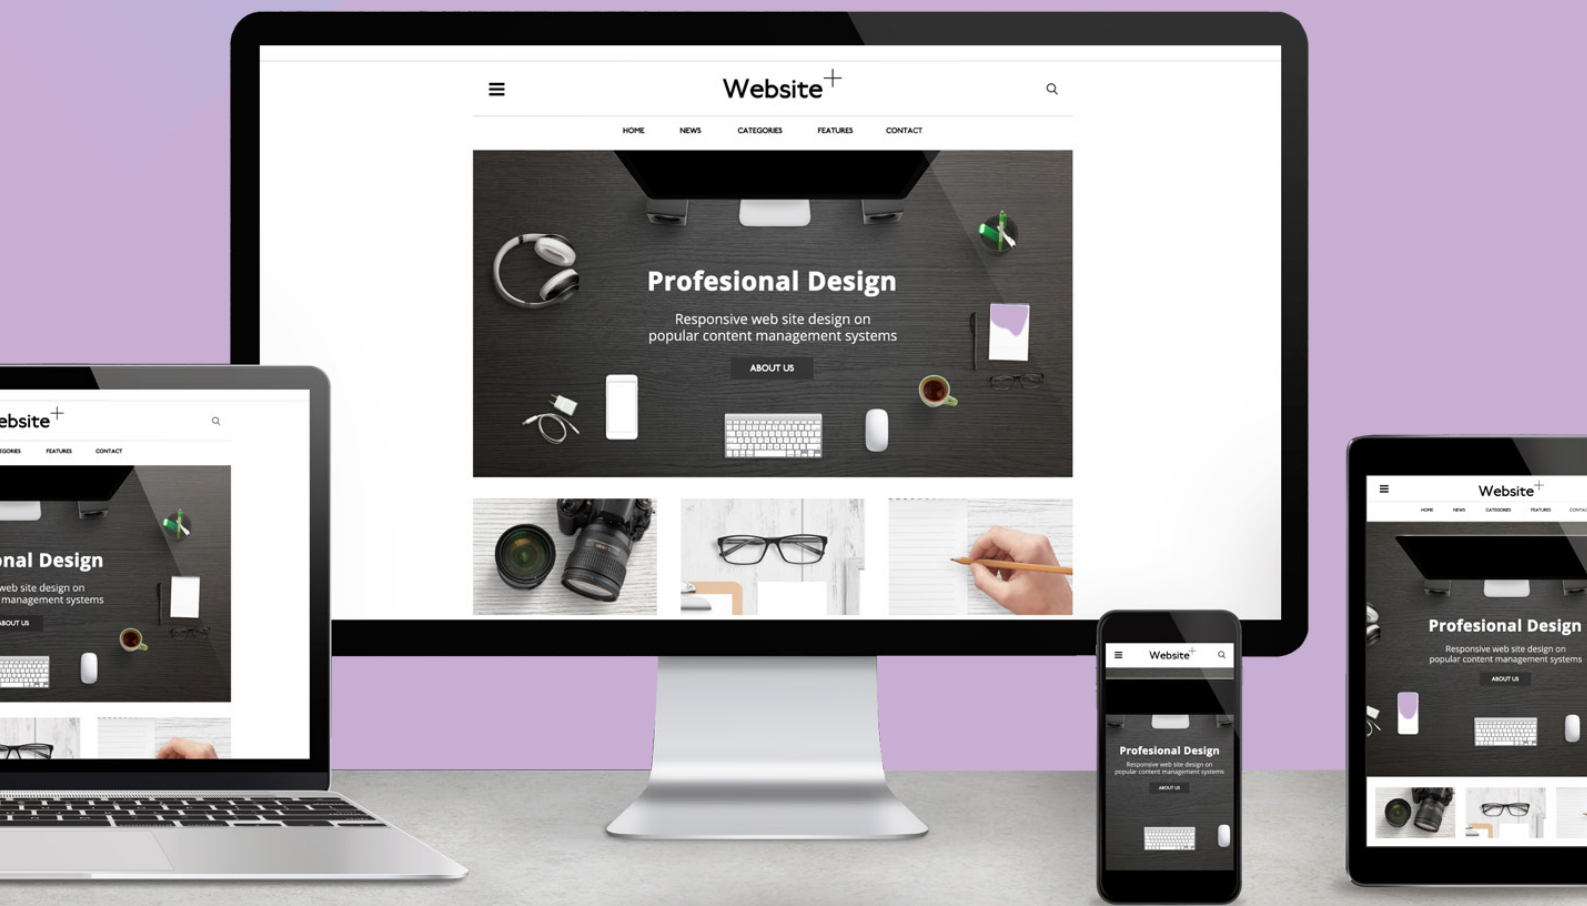 Website+
HOME NEWS CATEGORIES FEATURES CONTACT
Profesional Design
Responsive web site design on
popular content management systems
ABOUT US
ebsite+
EGORIES FEATURES CONTACT
onal Design
web site design on
management systems
ABOUT US
Website+
Profesional Design
Responsive web site design on
popular content management systems
ABOUT US
Website+
HOME NEWS CATEGORIES FEATURES CONTAC
Profesional Design
Responsive web site design on
popular content management systems
ABOUT US